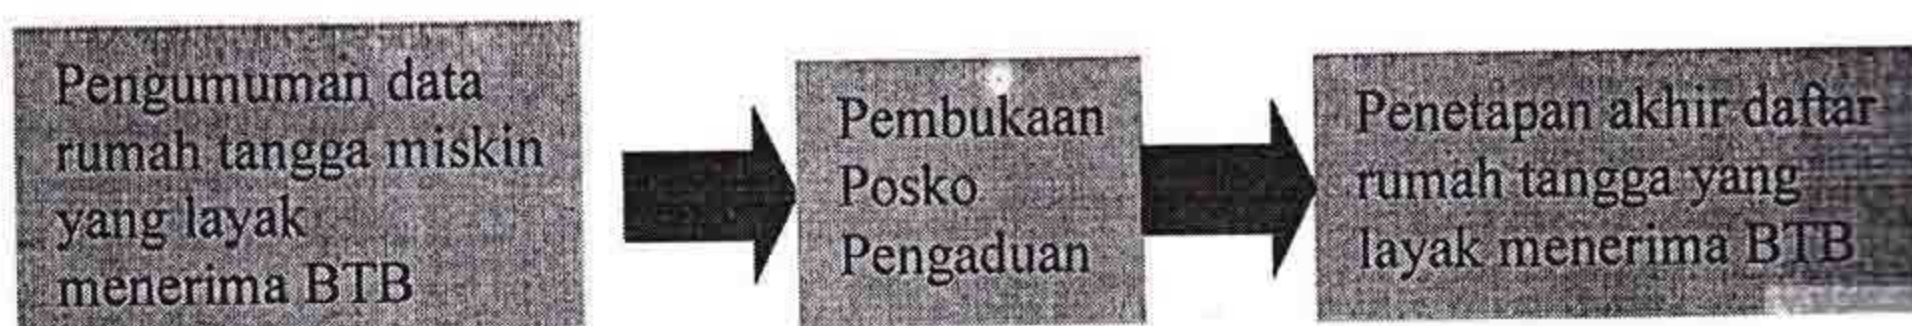 Pengumuman data
rumah tangga miskin
yang layak
menerima BTB
Pembukaan
Posko
Pengaduan
Penetapan akhir daftar
rumah tangga yang
layak menerima BTB